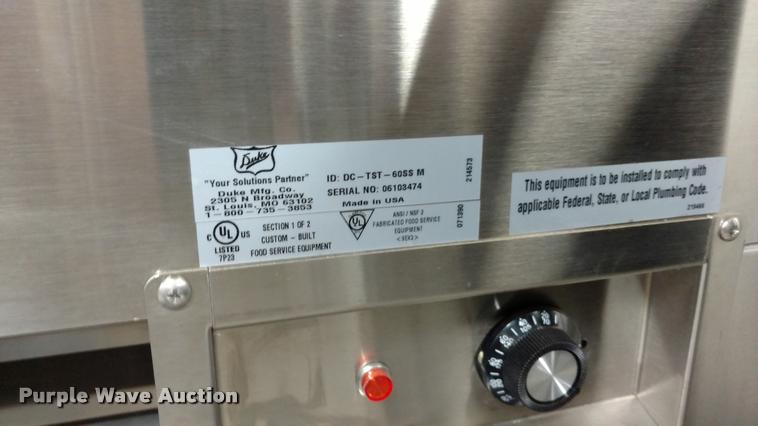 Duke
"Your Solutions Partner"
Duke Mfg. Co.
2305 N Broadway
St. Louis, MO 63102
1-800-735-3853
ID: DC-TST-60SS M
SERIAL NO: 06103474
Made in USA
214573
C UL US
LISTED
7P23
SECTION 1 OF 2
CUSTOM - BUILT
FOOD SERVICE EQUIPMENT
UL
ANSI / NSF 2
FABRICATED FOOD SERVICE
EQUIPMENT
071390
This equipment is to be installed to comply with
applicable Federal, State, or Local Plumbing Code.
Purple Wave Auction